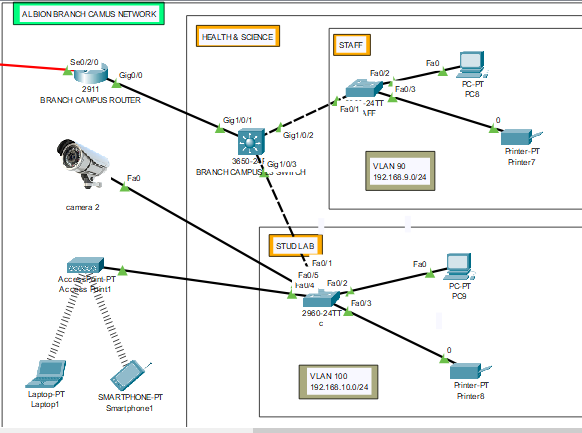 ALBION BRANCH CAMUS NETWORK
HEALTH & SCIENCE
STAFF
Se0/2/0
Gig0/0
2911
BRANCH CAMPUS ROUTER
Fa0/2
Fa0/3
Fa0/1
-24TT
Fa0
PC-PT
PC8
0
Printer-PT
Printer7
VLAN 90
192.168.9.0/24
Gig1/0/1
Gig1/0/2
Gig1/0/3
BRANCH CAMPUS
Fa0
camera 2
STUD LAB
Fa0/1
Fa0/5
Fa0/4
Fa0/2
Fa0/3
2960-24TT
c
Fa0
PC-PT
PC9
AccessPoint-PT
Access Point1
0
Printer-PT
Printer8
VLAN 100
192.168.10.0/24
Laptop-PT
Laptop1
SMARTPHONE-PT
Smartphone1